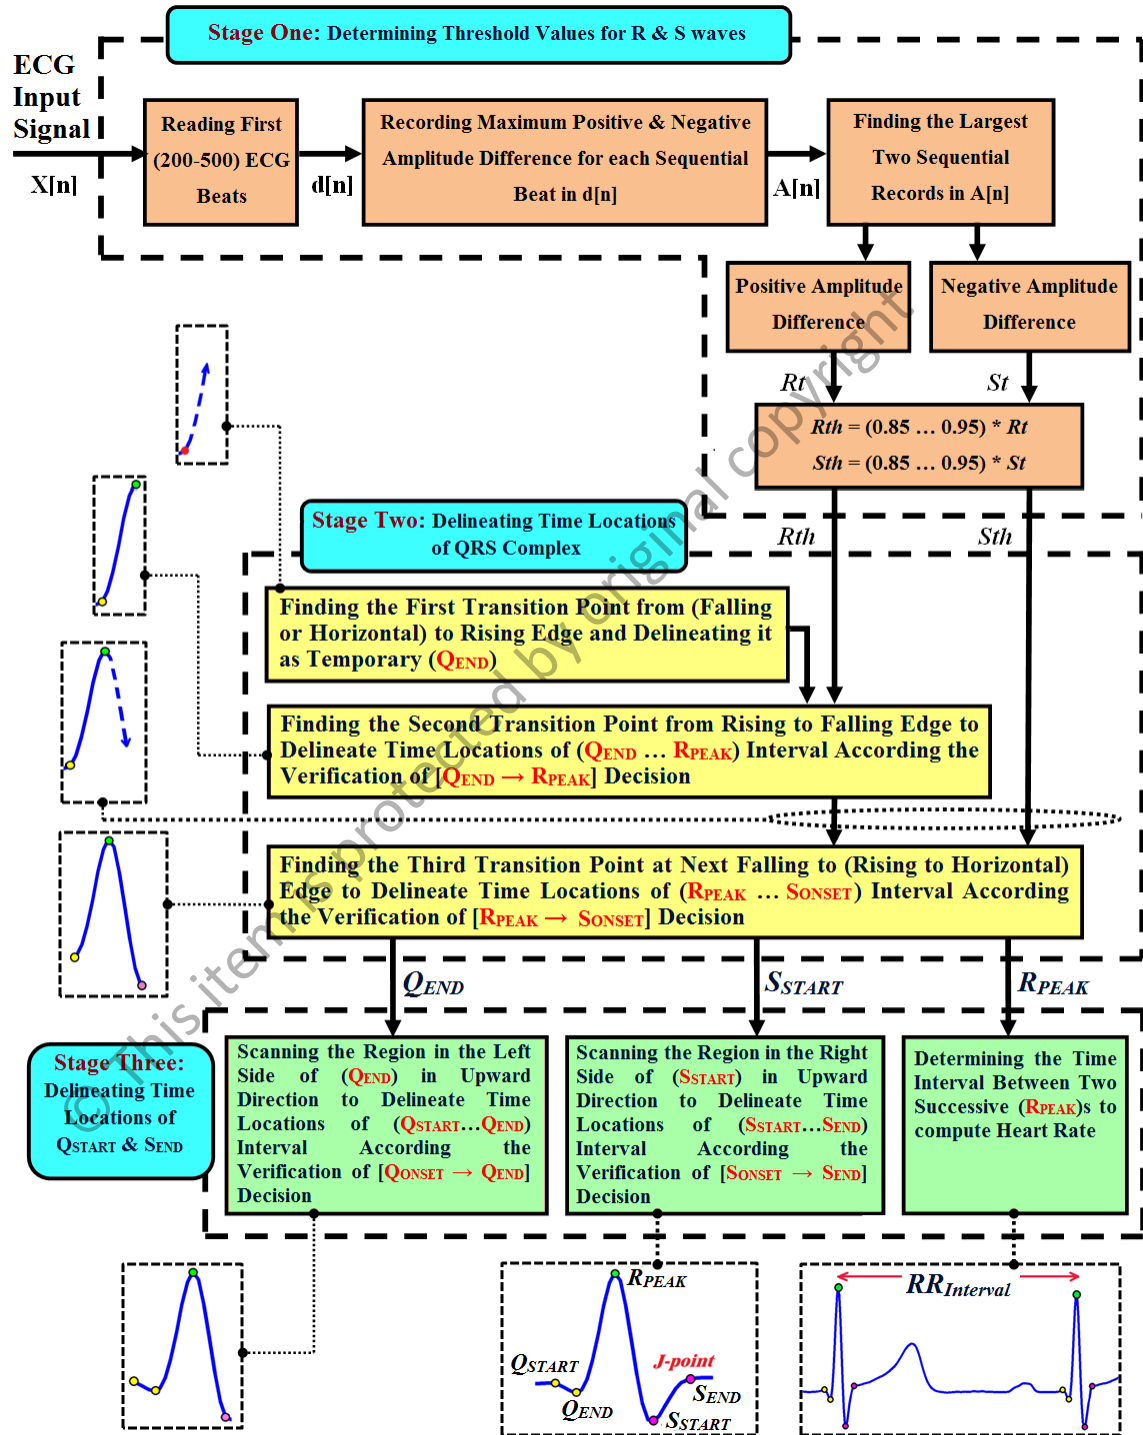 Stage One: Determining Threshold Values for R & S waves
ECG
Input
Signal
X[n]
Reading First
(200-500) ECG
Beats
d[n]
Recording Maximum Positive & Negative
Amplitude Difference for each Sequential
Beat in d[n]
A[n]
Finding the Largest
Two Sequential
Records in A[n]
Positive Amplitude
Difference
Negative Amplitude
Difference
Rt
St
Rth = (0.85 … 0.95) * Rt
Sth = (0.85 … 0.95) * St
Rth
Sth
Stage Two: Delineating Time Locations
of QRS Complex
Finding the First Transition Point from (Falling
or Horizontal) to Rising Edge and Delineating it
as Temporary (QEND)
Finding the Second Transition Point from Rising to Falling Edge to
Delineate Time Locations of (QEND … RPEAK) Interval According the
Verification of [QEND → RPEAK] Decision
Finding the Third Transition Point at Next Falling to (Rising to Horizontal)
Edge to Delineate Time Locations of (RPEAK … SONSET) Interval According
the Verification of [RPEAK → SONSET] Decision
QEND
SSTART
RPEAK
Stage Three:
Delineating Time
Locations of
QSTART & SEND
Scanning the Region in the Left
Side of (QEND) in Upward
Direction to Delineate Time
Locations of (QSTART…QEND)
Interval According the
Verification of [QONSET → QEND]
Decision
Scanning the Region in the Right
Side of (SSTART) in Upward
Direction to Delineate Time
Locations of (SSTART…SEND)
Interval According the
Verification of [SONSET → SEND]
Decision
Determining the Time
Interval Between Two
Successive (RPEAK)s to
compute Heart Rate
RPEAK
QSTART
QEND
J-point
SEND
SSTART
RRInterval
© This item is protected by original copyright